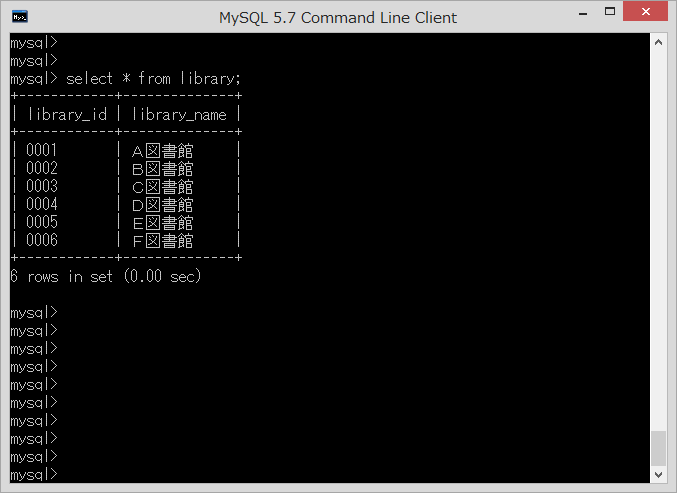 MySQL 5.7 Command Line Client
mysql>
mysql>
mysql> select * from library;
+------------+--------------+
| library_id | library_name |
+------------+--------------+
| 0001       | A図書館      |
| 0002       | B図書館      |
| 0003       | C図書館      |
| 0004       | D図書館      |
| 0005       | E図書館      |
| 0006       | F図書館      |
+------------+--------------+
6 rows in set (0.00 sec)
mysql>
mysql>
mysql>
mysql>
mysql>
mysql>
mysql>
mysql>
mysql>
mysql>